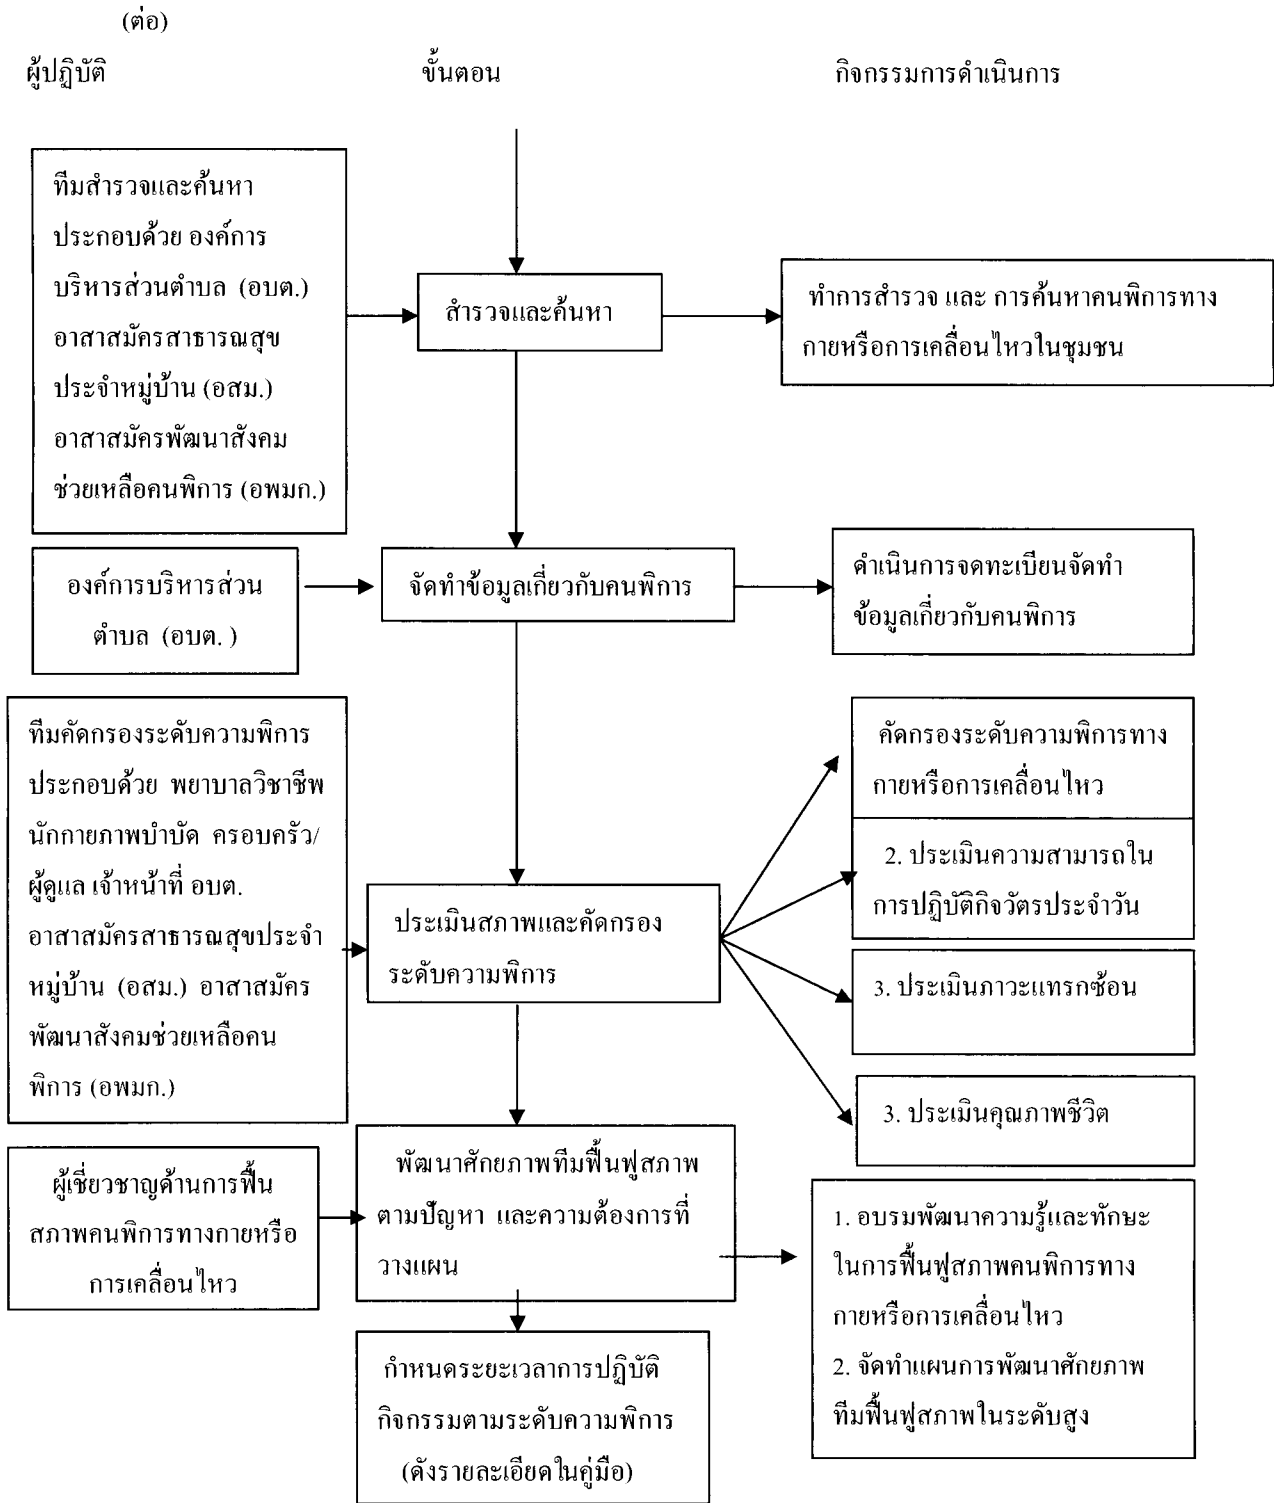 (ต่อ)
ผู้ปฏิบัติ
ขั้นตอน
กิจกรรมการดำเนินการ
ทีมสำรวจและค้นหา
ประกอบด้วย องค์การ
บริหารส่วนตำบล (อบต.)
อาสาสมัครสาธารณสุข
ประจำหมู่บ้าน (อสม.)
อาสาสมัครพัฒนาสังคม
ช่วยเหลือคนพิการ (อพมก.)
สำรวจและค้นหา
ทำการสำรวจ และ การค้นหาคนพิการทาง
กายหรือการเคลื่อนไหวในชุมชน
องค์การบริหารส่วน
ตำบล (อบต. )
จัดทำข้อมูลเกี่ยวกับคนพิการ
ดำเนินการจดทะเบียนจัดทำ
ข้อมูลเกี่ยวกับคนพิการ
ทีมคัดกรองระดับความพิการ
ประกอบด้วย พยาบาลวิชาชีพ
นักกายภาพบำบัด ครอบครัว/
ผู้ดูแล เจ้าหน้าที่ อบต.
อาสาสมัครสาธารณสุขประจำ
หมู่บ้าน (อสม.) อาสาสมัคร
พัฒนาสังคมช่วยเหลือคน
พิการ (อพมก.)
ประเมินสภาพและคัดกรอง
ระดับความพิการ
คัดกรองระดับความพิการทาง
กายหรือการเคลื่อนไหว
2. ประเมินความสามารถใน
การปฏิบัติกิจวัตรประจำวัน
3. ประเมินภาวะแทรกซ้อน
3. ประเมินคุณภาพชีวิต
ผู้เชี่ยวชาญด้านการฟื้น
สภาพคนพิการทางกายหรือ
การเคลื่อนไหว
พัฒนาศักยภาพทีมฟื้นฟูสภาพ
ตามปัญหา และความต้องการที่
วางแผน
1. อบรมพัฒนาความรู้และทักษะ
ในการฟื้นฟูสภาพคนพิการทาง
กายหรือการเคลื่อนไหว
2. จัดทำแผนการพัฒนาศักยภาพ
ทีมฟื้นฟูสภาพในระดับสูง
กำหนดระยะเวลาการปฏิบัติ
กิจกรรมตามระดับความพิการ
(ดังรายละเอียดในคู่มือ)